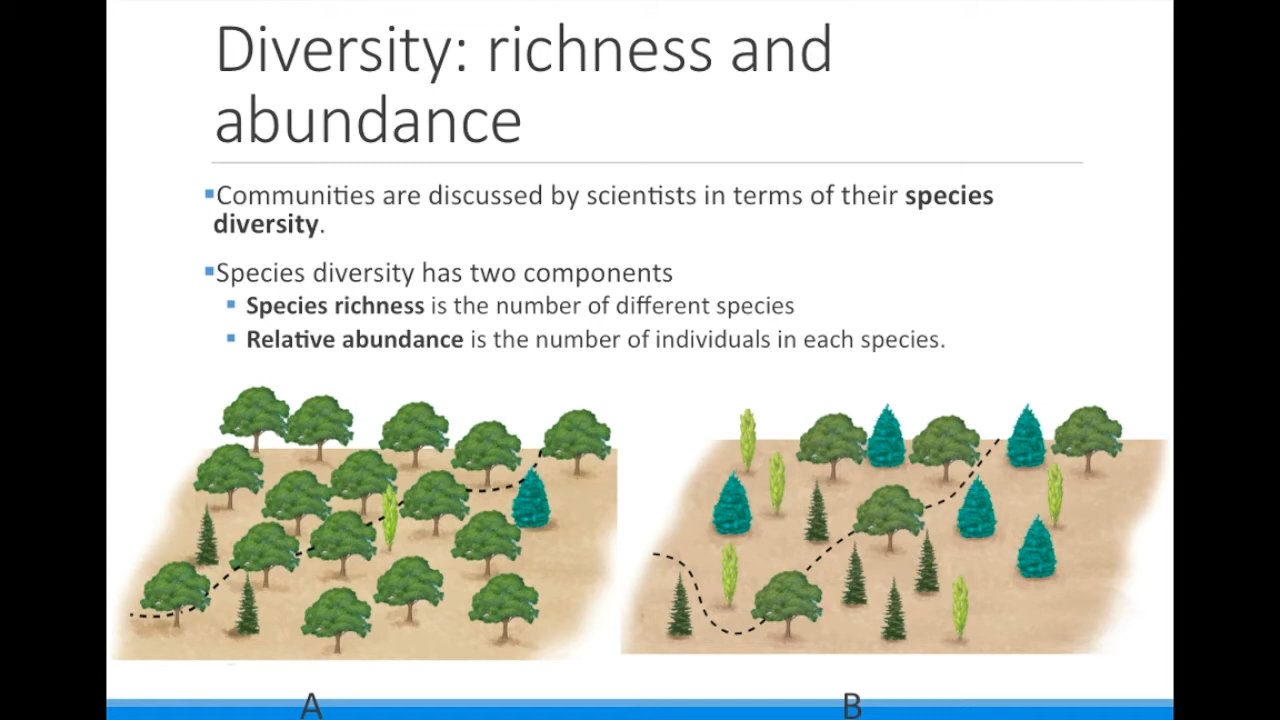 Diversity: richness and
abundance
▪Communities are discussed by scientists in terms of their species
diversity.
▪Species diversity has two components
▪ Species richness is the number of different species
▪ Relative abundance is the number of individuals in each species.
A B